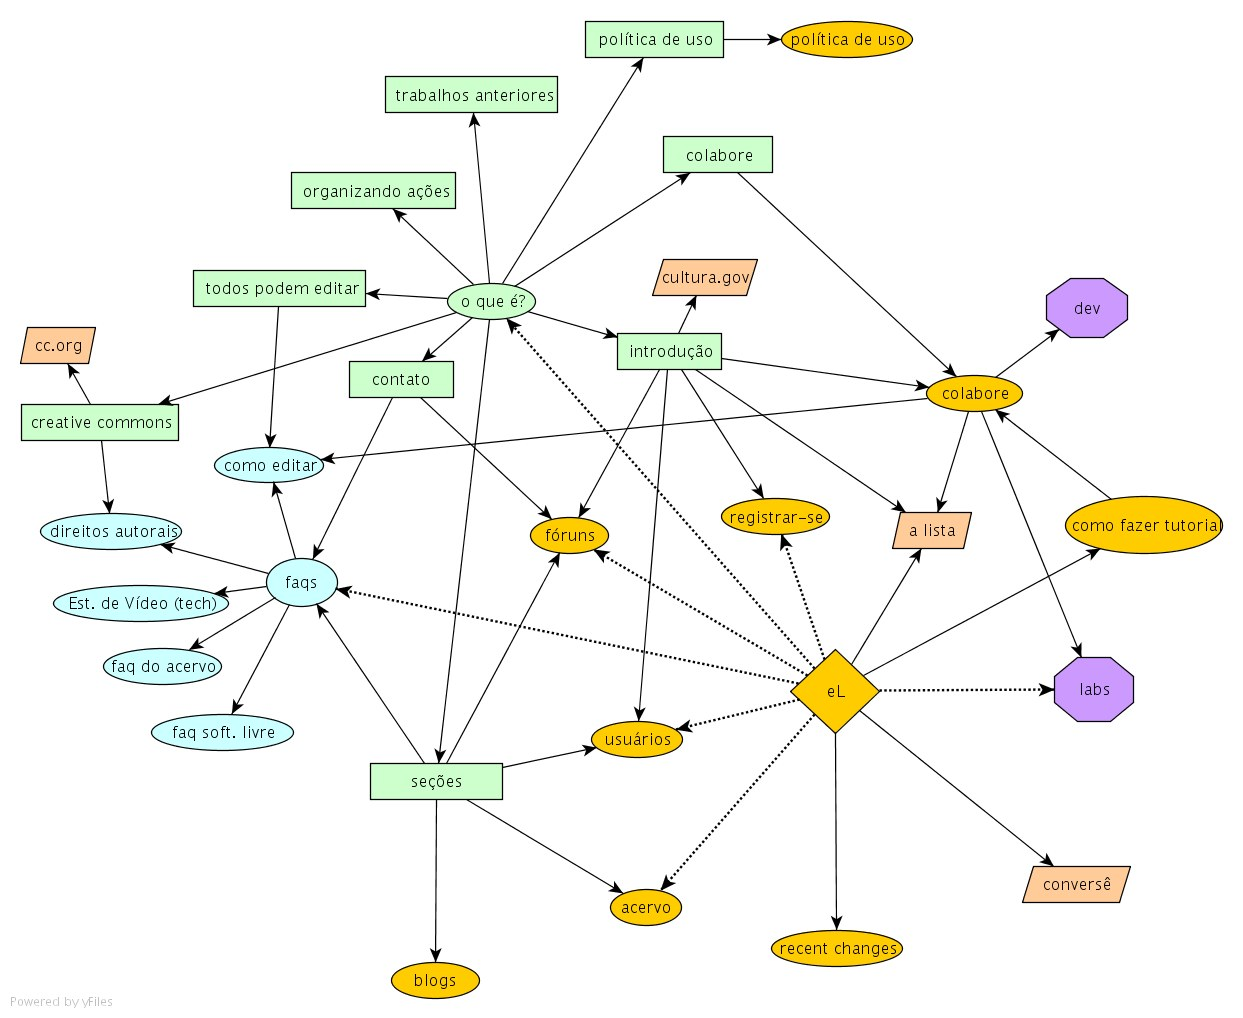 política de uso
política de uso
trabalhos anteriores
colabore
organizando ações
cultura.gov
todos podem editar
o que é?
dev
cc.org
introdução
contato
colabore
creative commons
como editar
registrar-se
como fazer tutorial
direitos autorais
fóruns
a lista
faqs
Est. de Vídeo (tech)
faq do acervo
eL
labs
faq soft. livre
usuários
seções
conversê
acervo
recent changes
blogs
Powered by yFiles